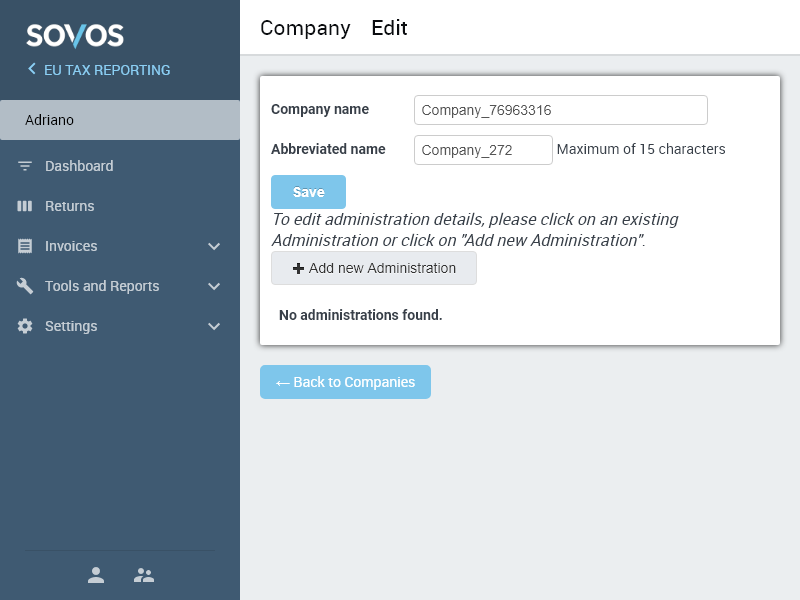 SOVOS
EU TAX REPORTING
Adriano
Dashboard
Returns
Invoices
Tools and Reports
Settings
Company Edit
Company name
Company_76963316
Abbreviated name
Company_272
Maximum of 15 characters
Save
To edit administration details, please click on an existing
Administration or click on "Add new Administration".
+ Add new Administration
No administrations found.
← Back to Companies